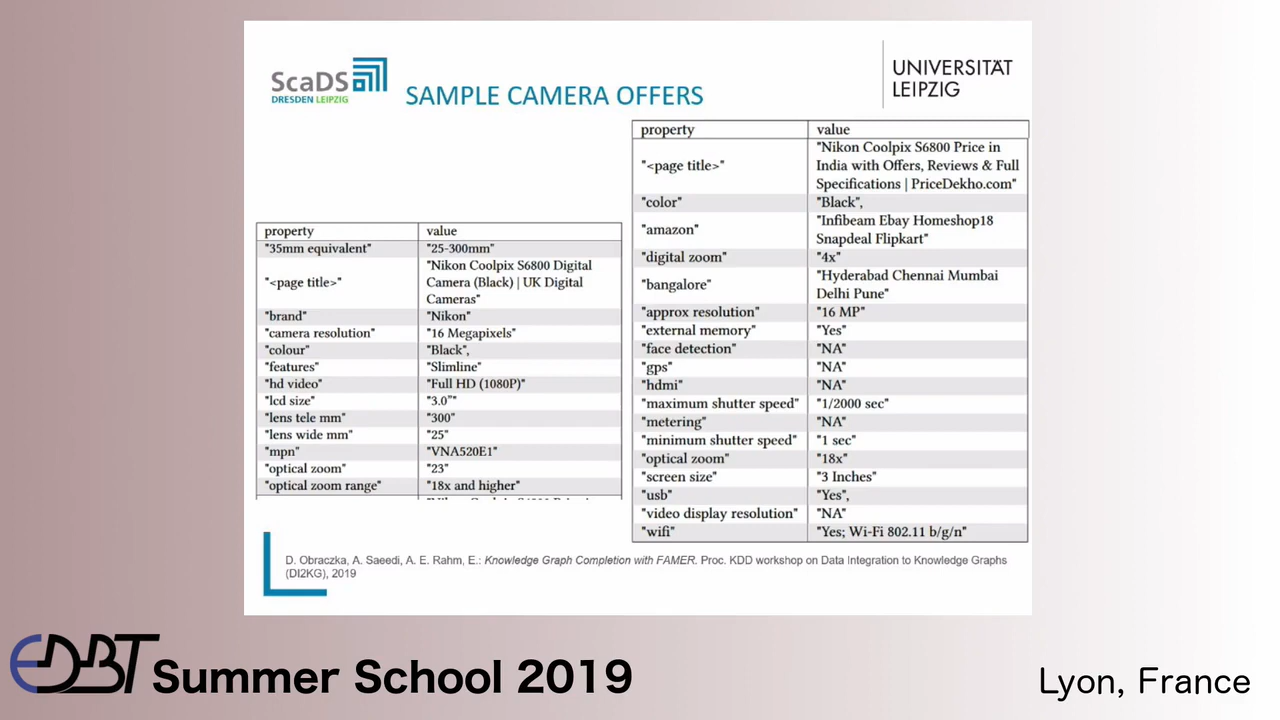 ScaDS
DRESDEN LEIPZIG
SAMPLE CAMERA OFFERS
UNIVERSITÄT
LEIPZIG
property value
"35mm equivalent" "25-300mm"
"<page title>" "Nikon Coolpix S6800 Digital
Camera (Black) | UK Digital
Cameras"
"brand" "Nikon"
"camera resolution" "16 Megapixels"
"colour" "Black",
"features" "Slimline"
"hd video" "Full HD (1080P)"
"lcd size" "3.0""
"lens tele mm" "300"
"lens wide mm" "25"
"mpn" "VNA520E1"
"optical zoom" "23"
"optical zoom range" "18x and higher"
property value
"<page title>" "Nikon Coolpix S6800 Price in
India with Offers, Reviews & Full
Specifications | PriceDekho.com"
"color" "Black",
"amazon" "Infibeam Ebay Homeshop18
Snapdeal Flipkart"
"digital zoom" "4x"
"bangalore" "Hyderabad Chennai Mumbai
Delhi Pune"
"approx resolution" "16 MP"
"external memory" "Yes"
"face detection" "NA"
"gps" "NA"
"hdmi" "NA"
"maximum shutter speed" "1/2000 sec"
"metering" "NA"
"minimum shutter speed" "1 sec"
"optical zoom" "18x"
"screen size" "3 Inches"
"usb" "Yes",
"video display resolution" "NA"
"wifi" "Yes; Wi-Fi 802.11 b/g/n"
D. Obraczka, A. Saeedi, A. E. Rahm, E.: Knowledge Graph Completion with FAMER. Proc. KDD workshop on Data Integration to Knowledge Graphs
(DI2KG), 2019
EDBT Summer School 2019
Lyon, France